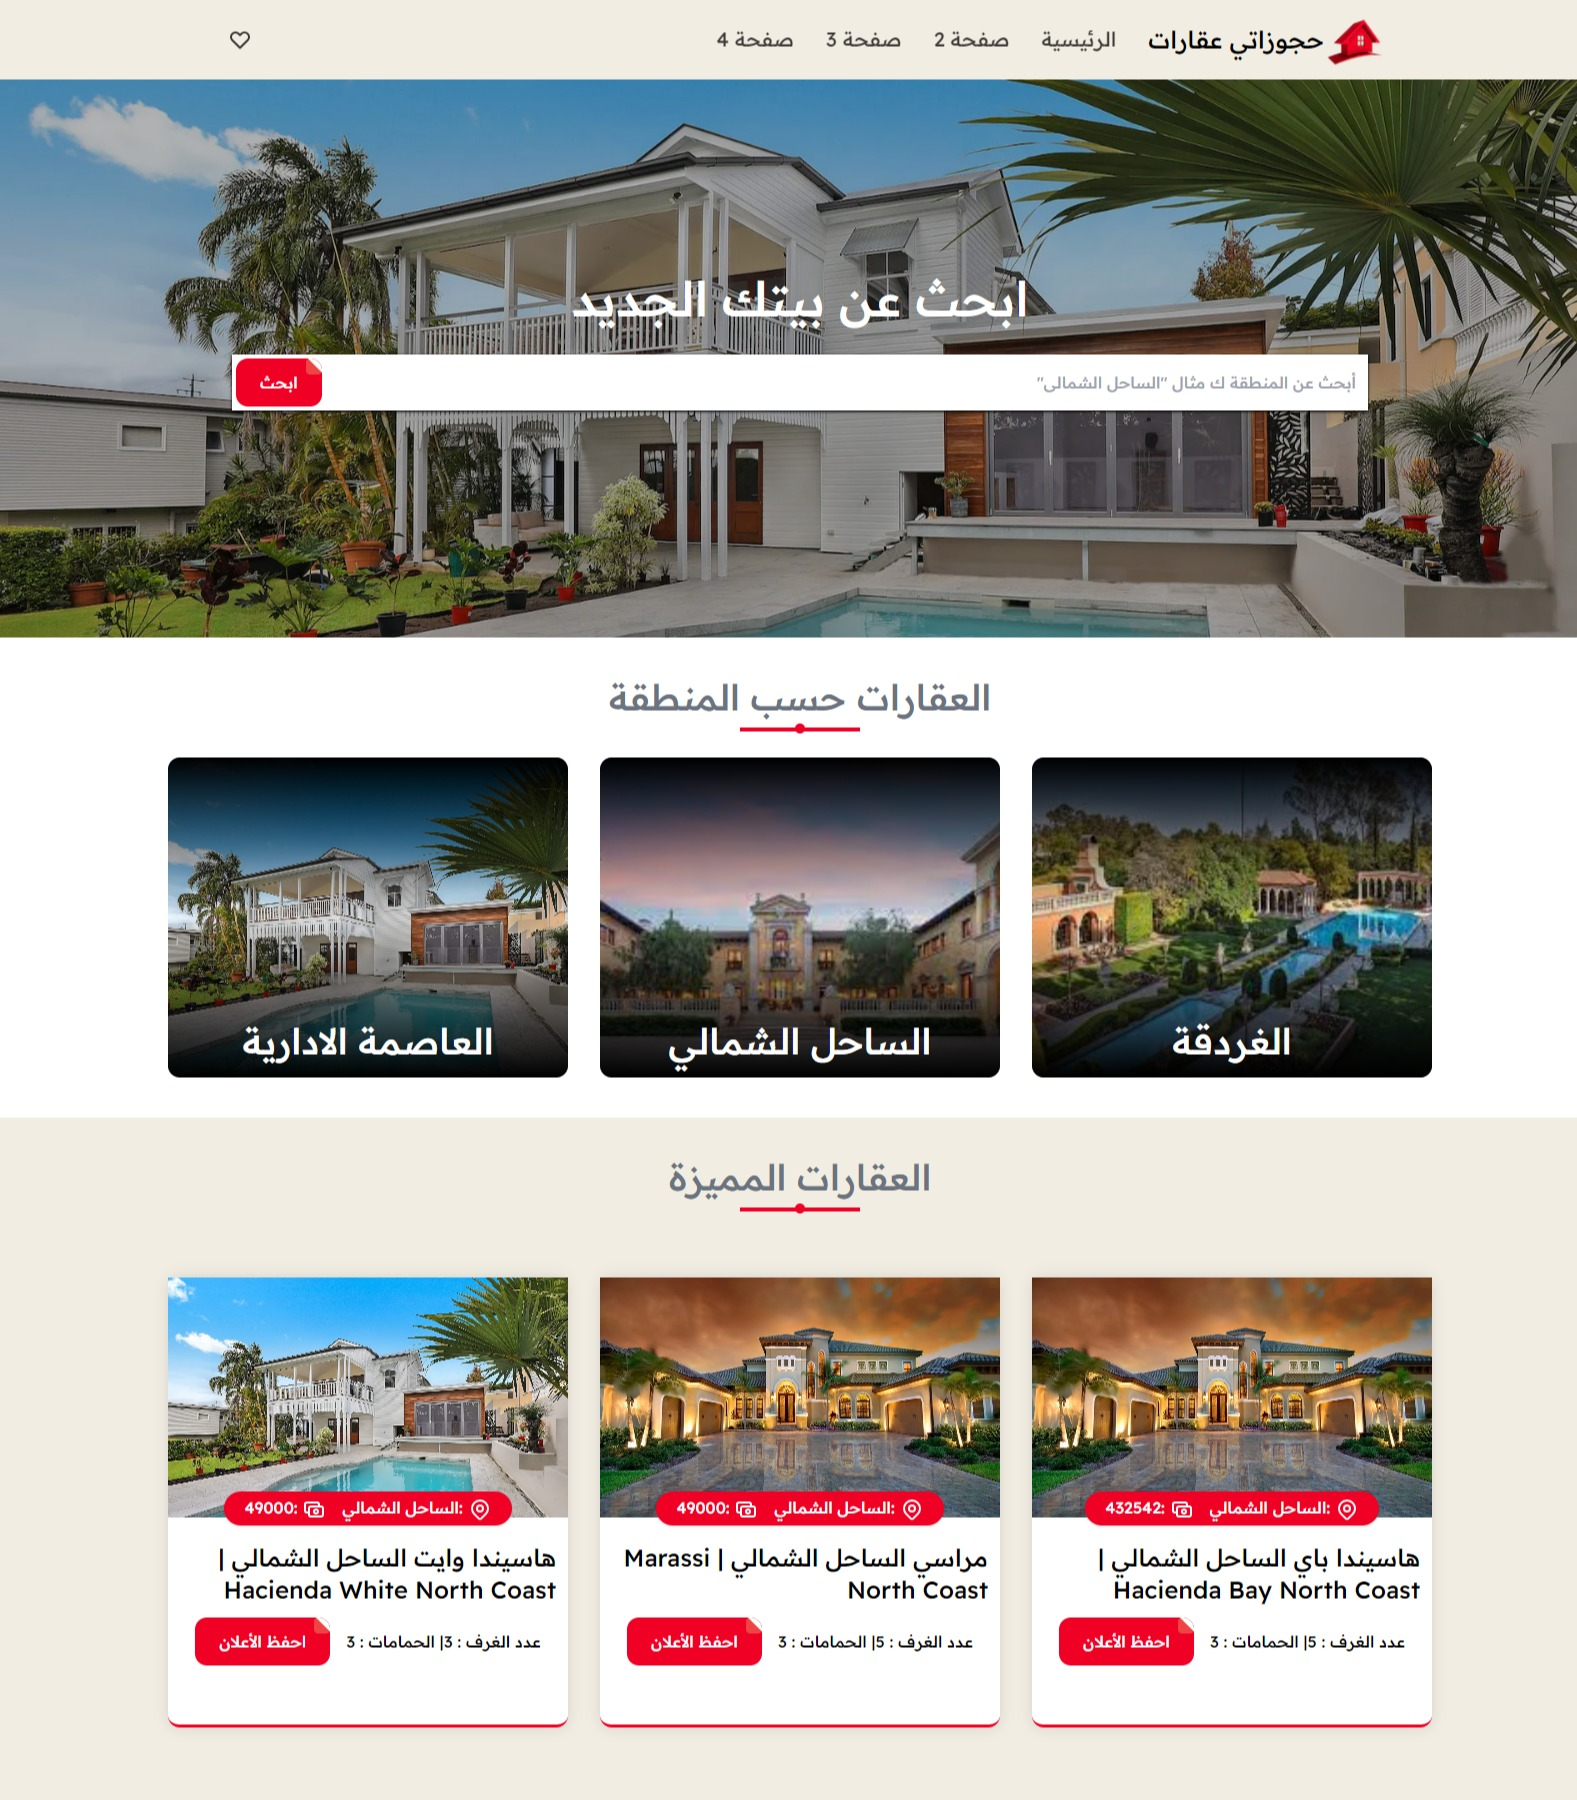 حجوزاتي عقارات
الرئيسية
صفحة 2
صفحة 3
صفحة 4
ابحث عن بيتك الجديد
أبحث عن المنطقة ك مثال "الساحل الشمالى"
ابحث
العقارات حسب المنطقة
الغردقة
الساحل الشمالي
العاصمة الادارية
العقارات المميزة
:الساحل الشمالي :432542
هاسيندا باي الساحل الشمالي |
Hacienda Bay North Coast
عدد الغرف : 5| الحمامات : 3
احفظ الأعلان
:الساحل الشمالي :49000
مراسي الساحل الشمالي | Marassi
North Coast
عدد الغرف : 5| الحمامات : 3
احفظ الأعلان
:الساحل الشمالي :49000
هاسيندا وايت الساحل الشمالي |
Hacienda White North Coast
عدد الغرف : 3| الحمامات : 3
احفظ الأعلان